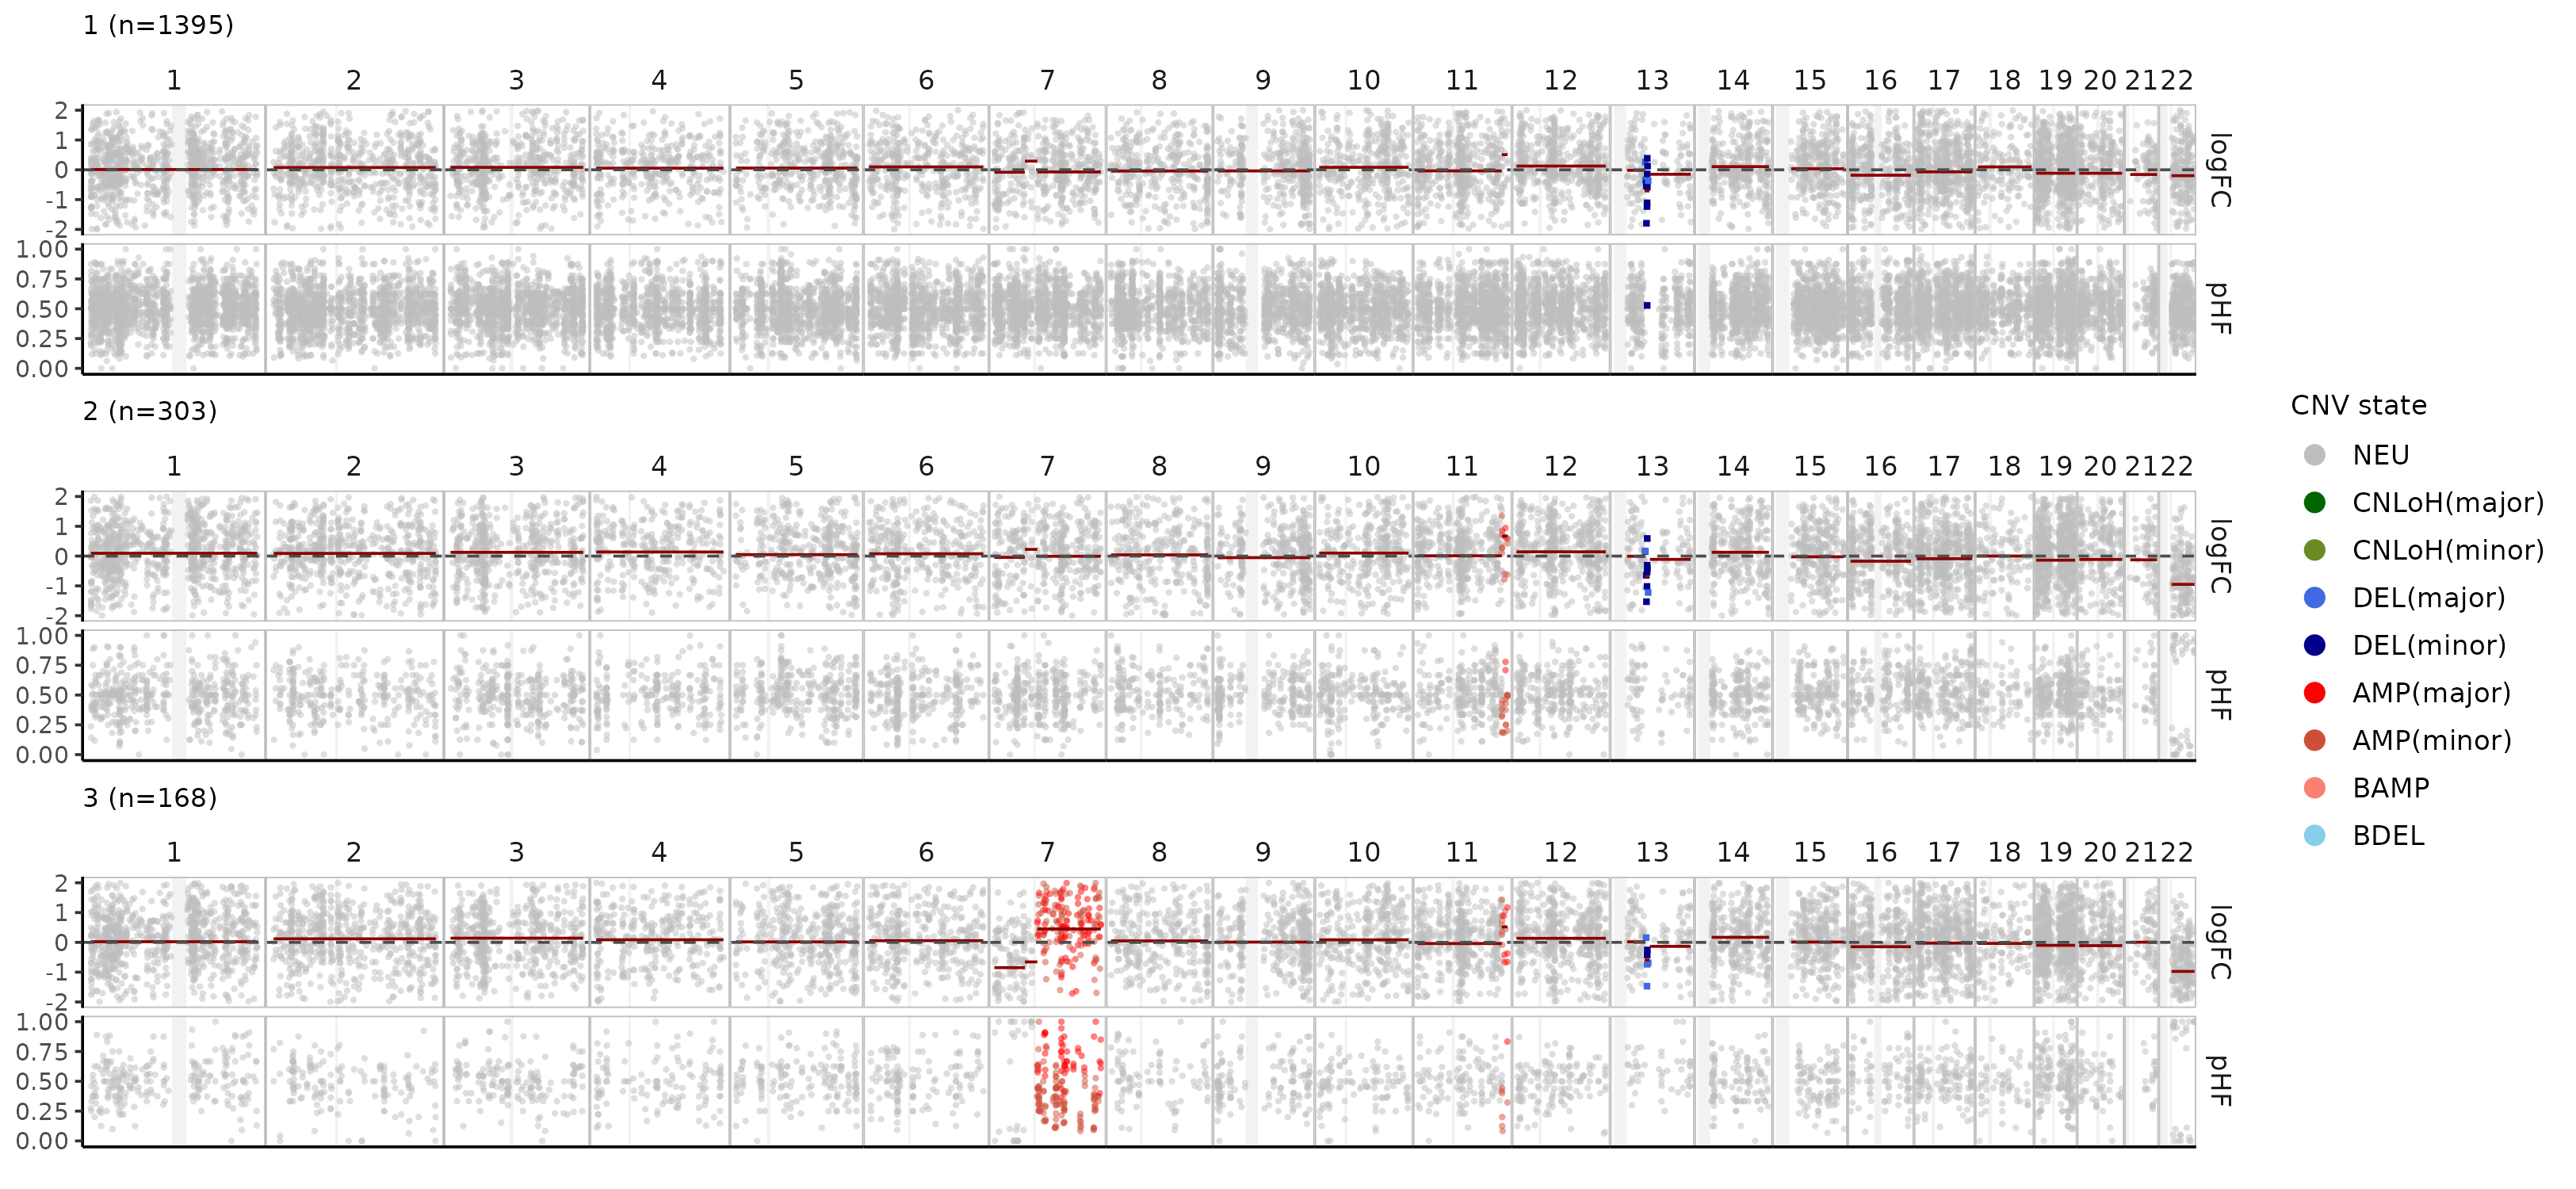 1 (n=1395)
1 2 3 4 5 6 7 8 9 10 11 12 13 14 15 16 17 18 19 20 21 22
2
1
0
-1
-2
logFC
1.00
0.75
0.50
0.25
0.00
pHF
2 (n=303)
1 2 3 4 5 6 7 8 9 10 11 12 13 14 15 16 17 18 19 20 21 22
2
1
0
-1
-2
logFC
1.00
0.75
0.50
0.25
0.00
pHF
3 (n=168)
1 2 3 4 5 6 7 8 9 10 11 12 13 14 15 16 17 18 19 20 21 22
2
1
0
-1
-2
logFC
1.00
0.75
0.50
0.25
0.00
pHF
CNV state
NEU
CNLoH(major)
CNLoH(minor)
DEL(major)
DEL(minor)
AMP(major)
AMP(minor)
BAMP
BDEL